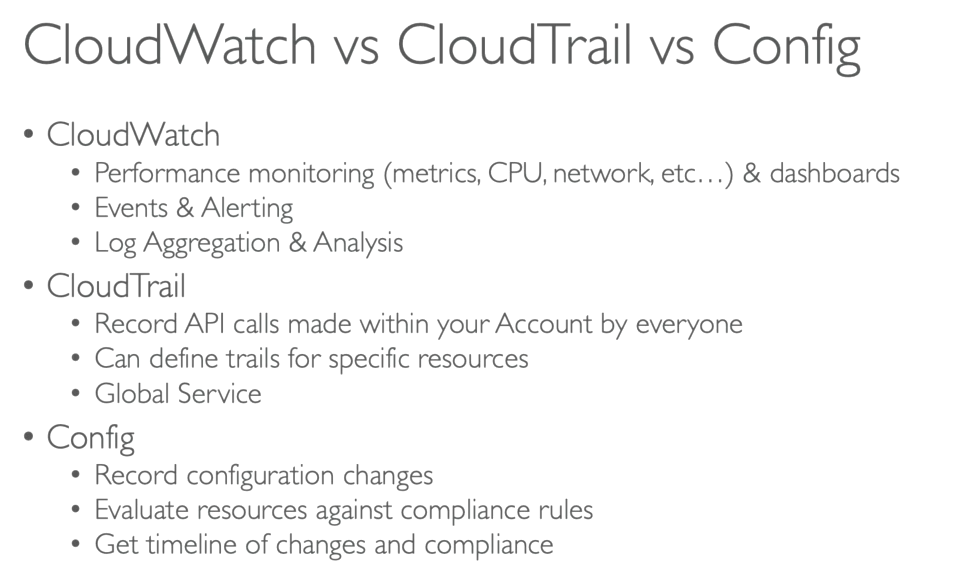 CloudWatch vs CloudTrail vs Config
• CloudWatch
• Performance monitoring (metrics, CPU, network, etc…) & dashboards
• Events & Alerting
• Log Aggregation & Analysis
• CloudTrail
• Record API calls made within your Account by everyone
• Can define trails for specific resources
• Global Service
• Config
• Record configuration changes
• Evaluate resources against compliance rules
• Get timeline of changes and compliance